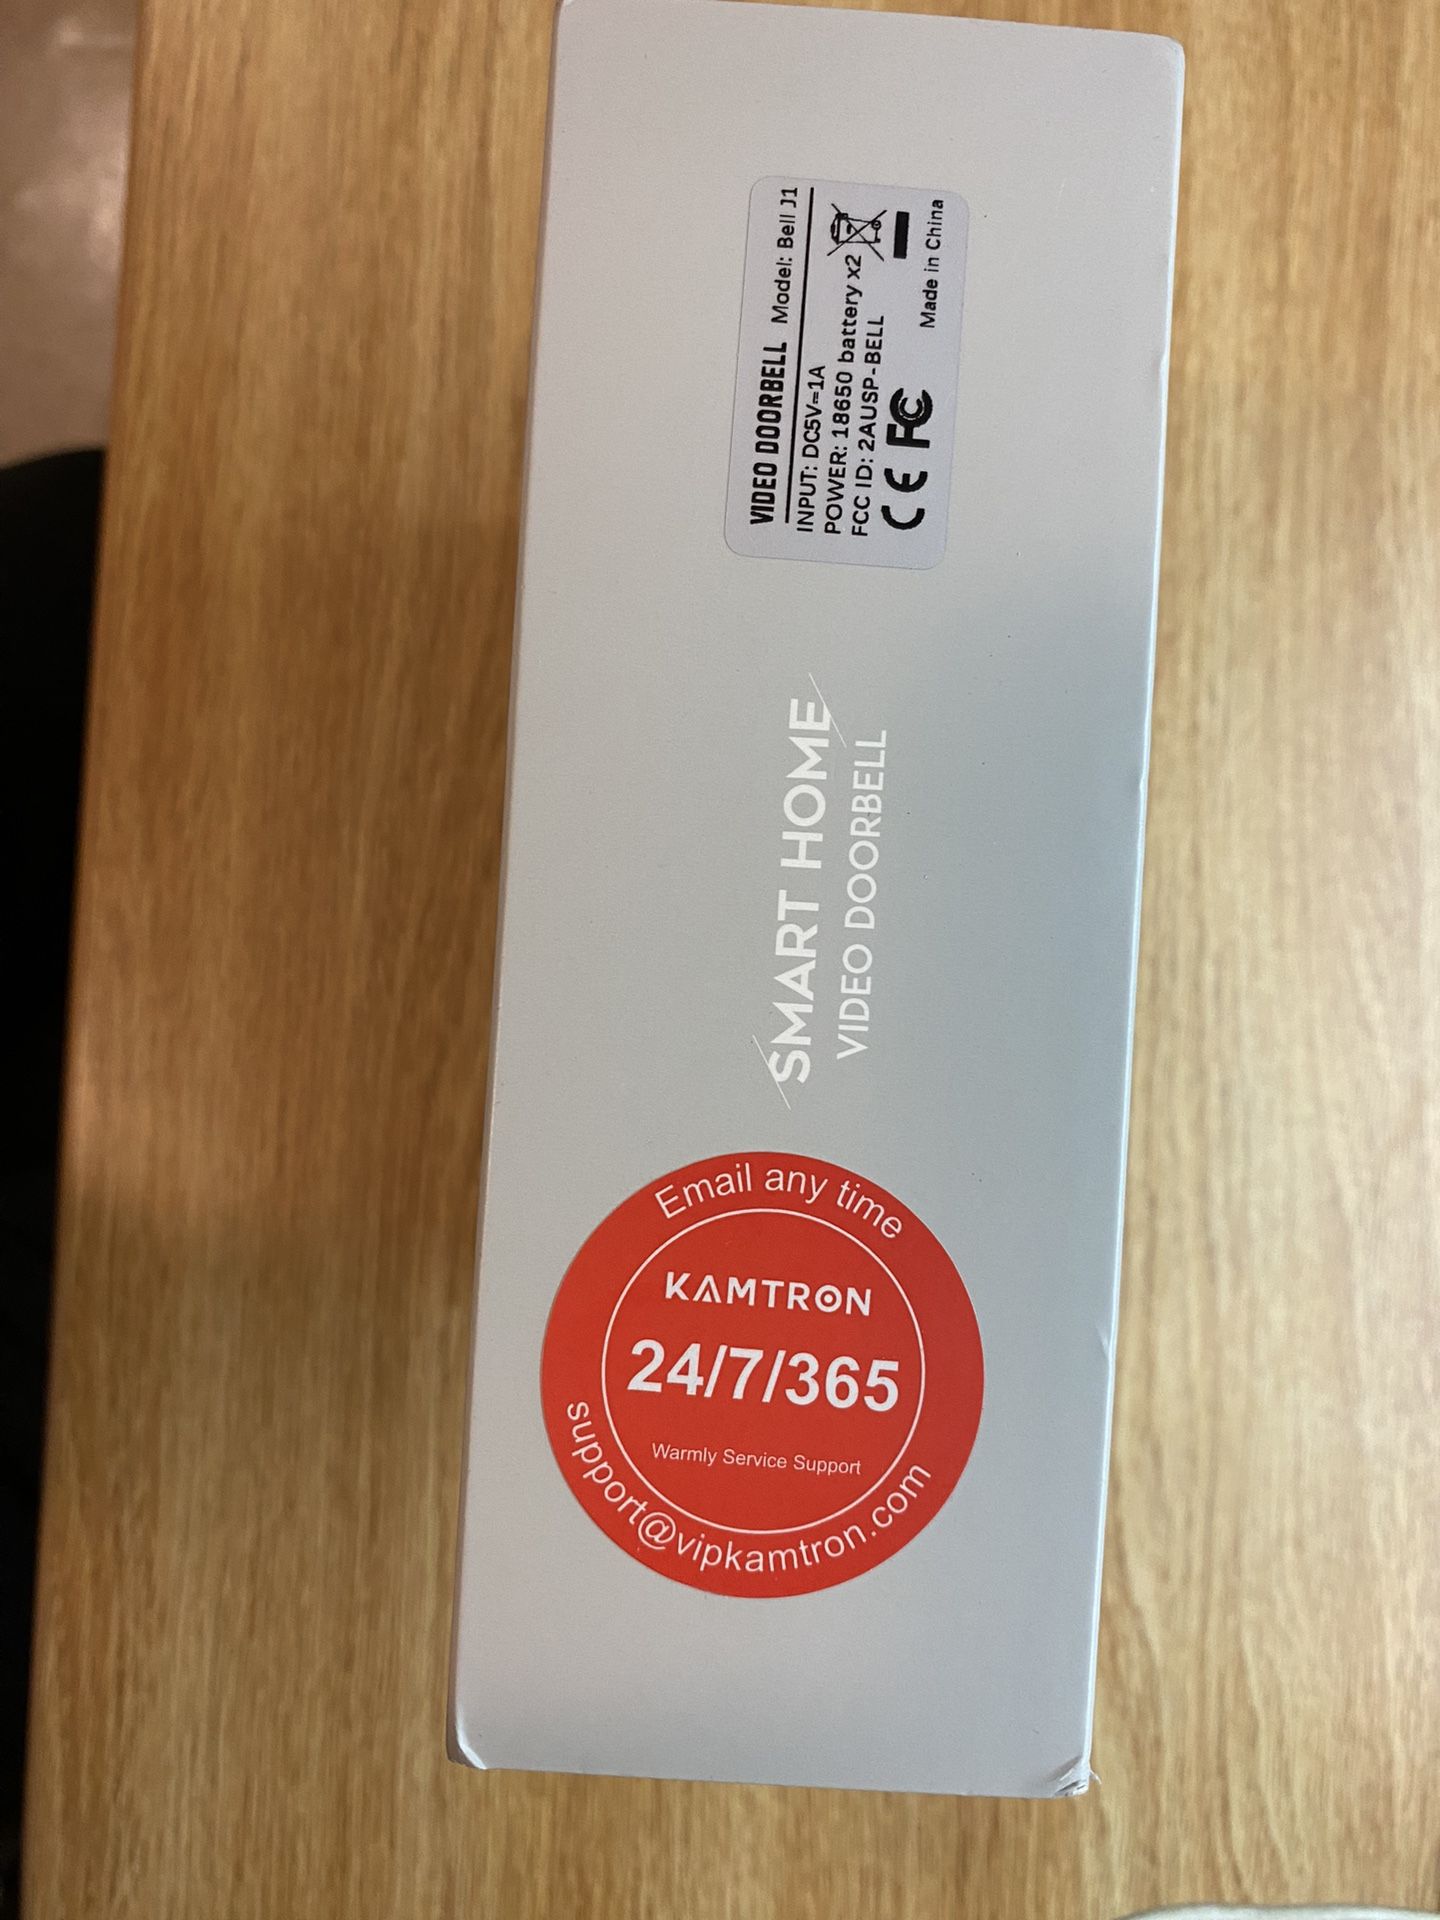 VIDEO DOORBELL Model: Bell J1
INPUT: DC5V=1A
POWER: 18650 battery x2
FCC ID: 2AUSP-BELL
CE FC Made in China
SMART HOME
VIDEO DOORBELL
Email any time
KAMTRON
24/7/365
Warmly Service Support
support@vipkamtron.com